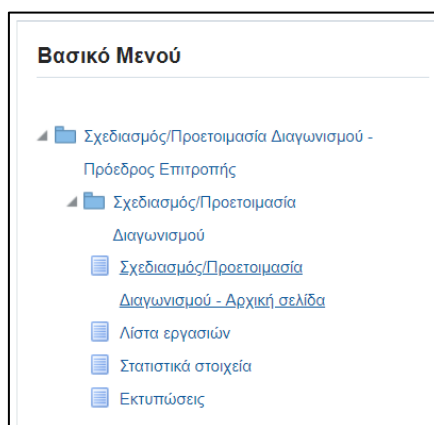 Βασικό Μενού
Σχεδιασμός/Προετοιμασία Διαγωνισμού -
Πρόεδρος Επιτροπής
Σχεδιασμός/Προετοιμασία
Διαγωνισμού
Σχεδιασμός/Προετοιμασία
Διαγωνισμού - Αρχική σελίδα
Λίστα εργασιών
Στατιστικά στοιχεία
Εκτυπώσεις